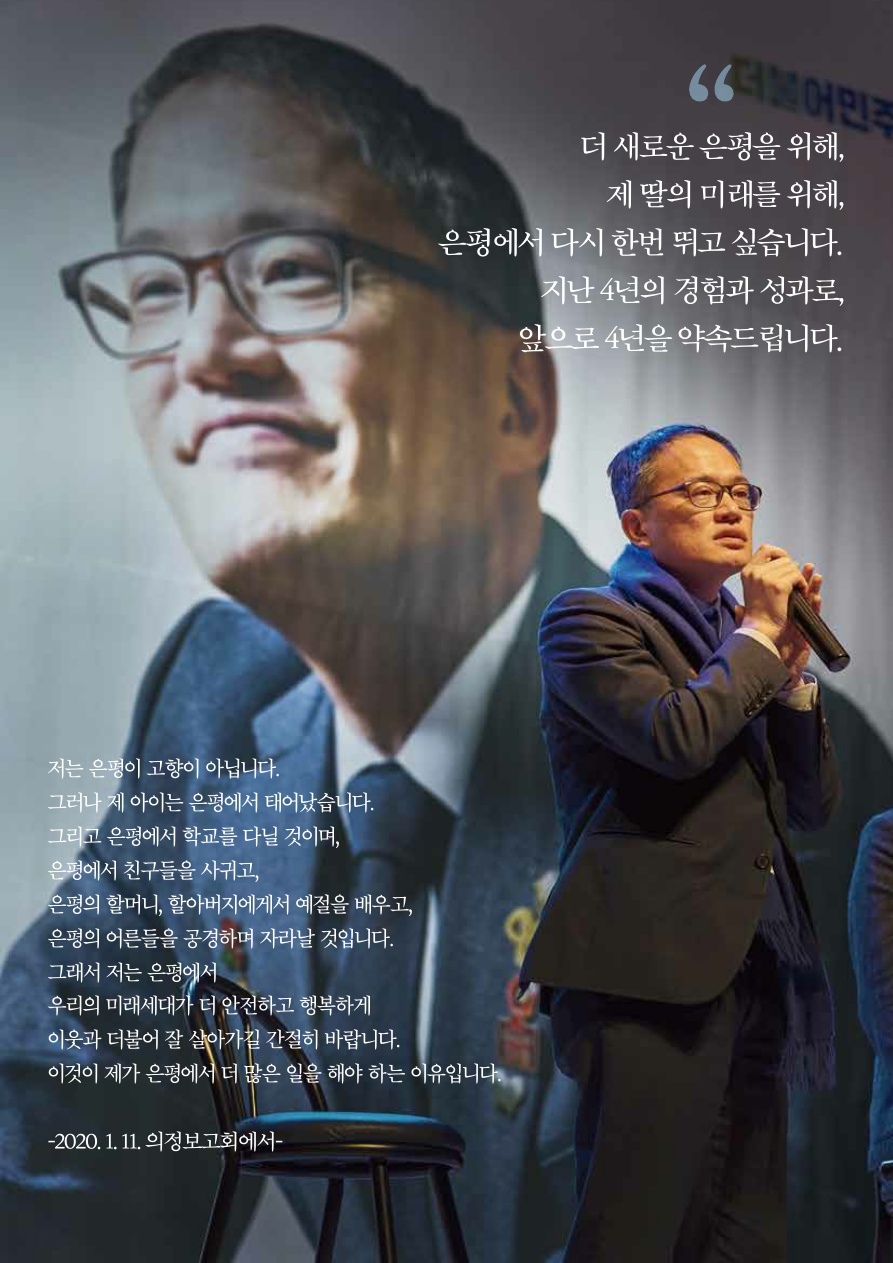 더불어민주
“
더 새로운 은평을 위해,
제 딸의 미래를 위해,
은평에서 다시 한번 뛰고 싶습니다.
지난 4년의 경험과 성과로,
앞으로 4년을 약속드립니다.
저는 은평이 고향이 아닙니다.
그러나 제 아이는 은평에서 태어났습니다.
그리고 은평에서 학교를 다닐 것이며,
은평에서 친구들을 사귀고,
은평의 할머니, 할아버지에게서 예절을 배우고,
은평의 어른들을 공경하며 자라날 것입니다.
그래서 저는 은평에서
우리의 미래세대가 더 안전하고 행복하게
이웃과 더불어 잘 살아가길 간절히 바랍니다.
이것이 제가 은평에서 더 많은 일을 해야 하는 이유입니다.
-2020. 1. 11. 의정보고회에서-